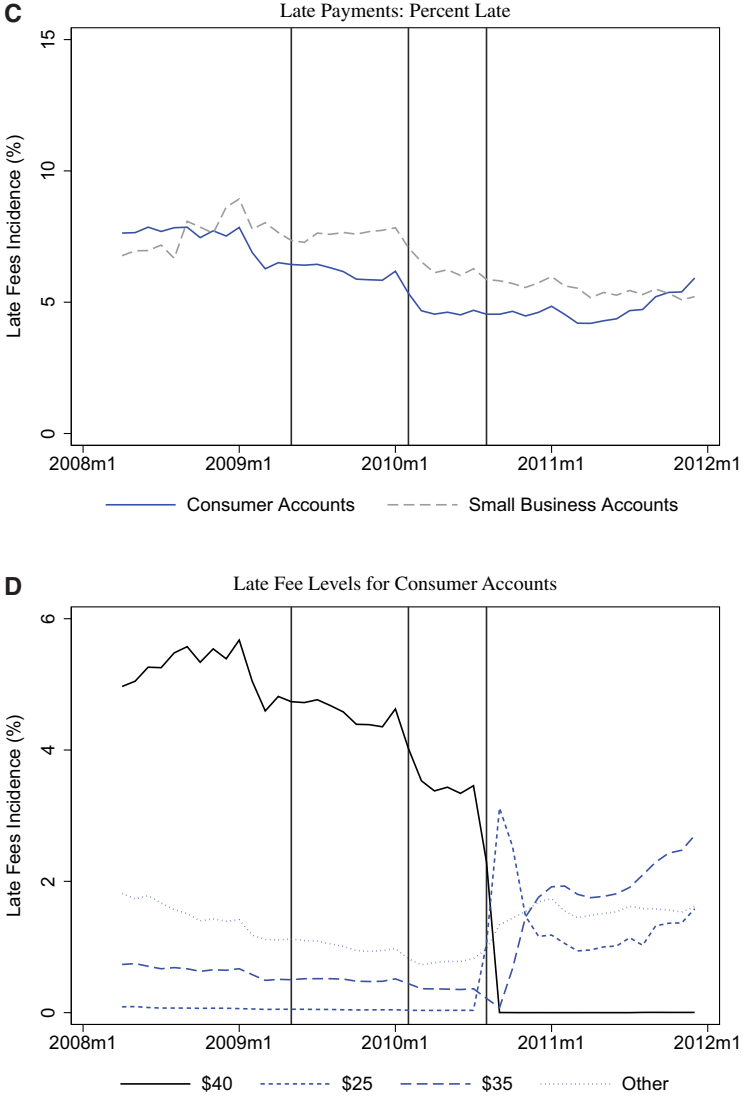 C
Late Payments: Percent Late
Late Fees Incidence (%)
15
10
5
0
2008m1 2009m1 2010m1 2011m1 2012m1
Consumer Accounts Small Business Accounts
D
Late Fee Levels for Consumer Accounts
Late Fees Incidence (%)
6
4
2
0
2008m1 2009m1 2010m1 2011m1 2012m1
$40 $25 $35 Other